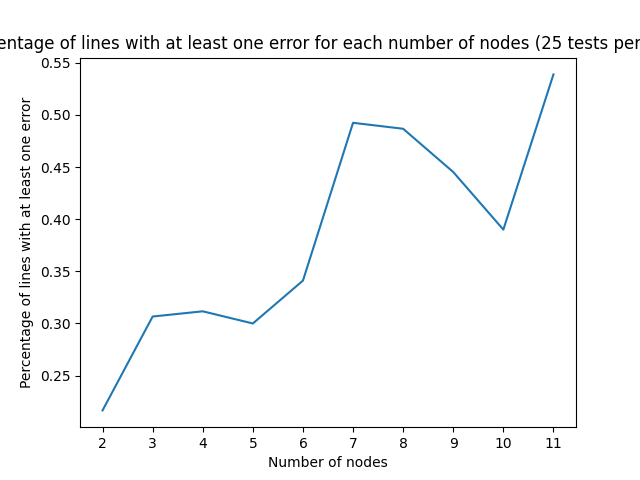 entage of lines with at least one error for each number of nodes (25 tests per
Percentage of lines with at least one error
0.55
0.50
0.45
0.40
0.35
0.30
0.25
2 3 4 5 6 7 8 9 10 11
Number of nodes